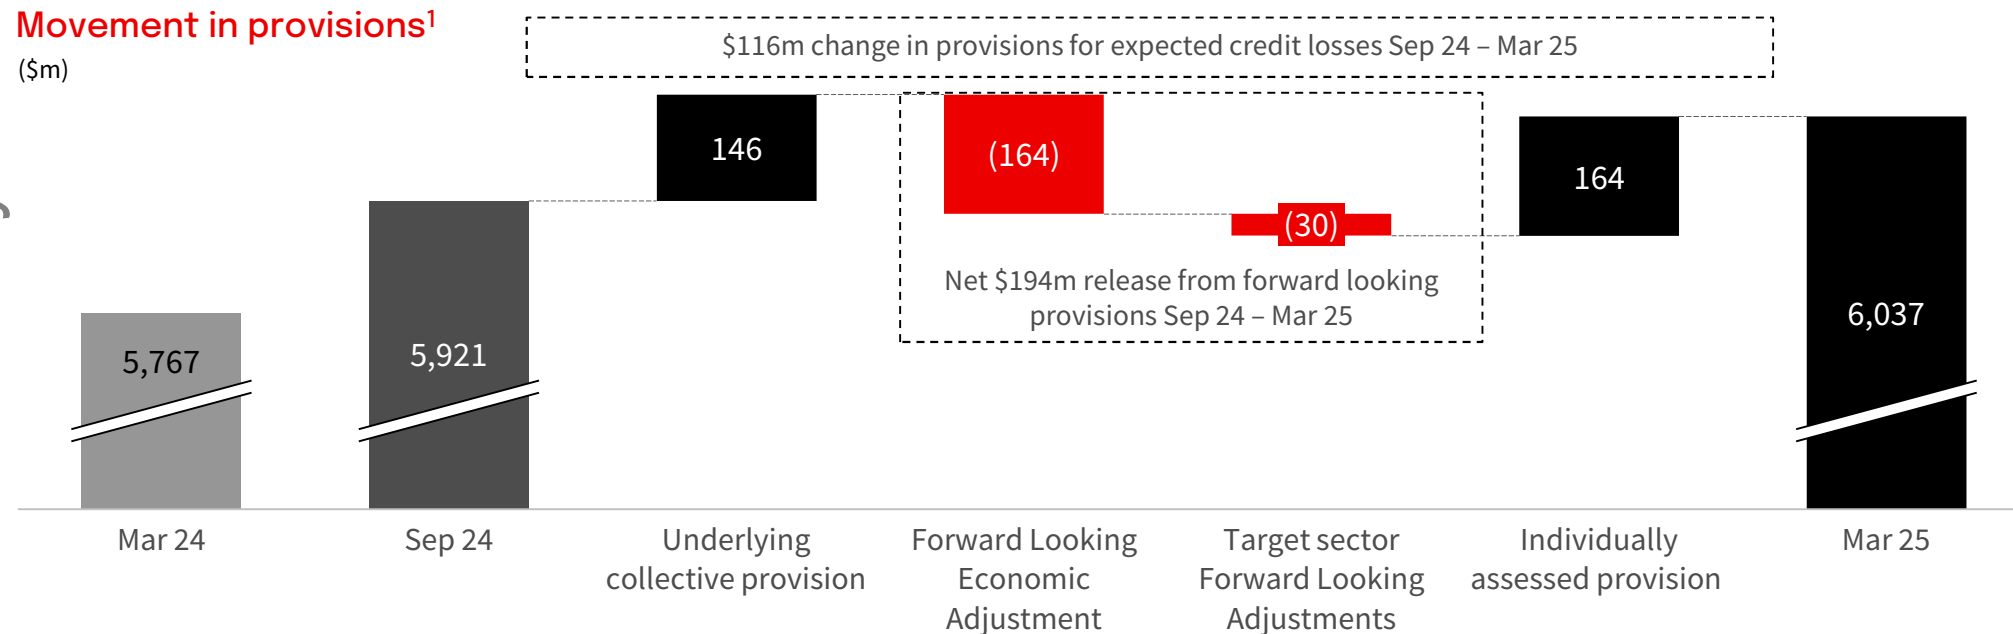 Movement in provisions¹
($m)
$116m change in provisions for expected credit losses Sep 24 – Mar 25
5,767
5,921
146
(164)
(30)
164
6,037
Net $194m release from forward looking
provisions Sep 24 – Mar 25
Mar 24
Sep 24
Underlying
collective provision
Forward Looking
Economic
Adjustment
Target sector
Forward Looking
Adjustments
Individually
assessed provision
Mar 25